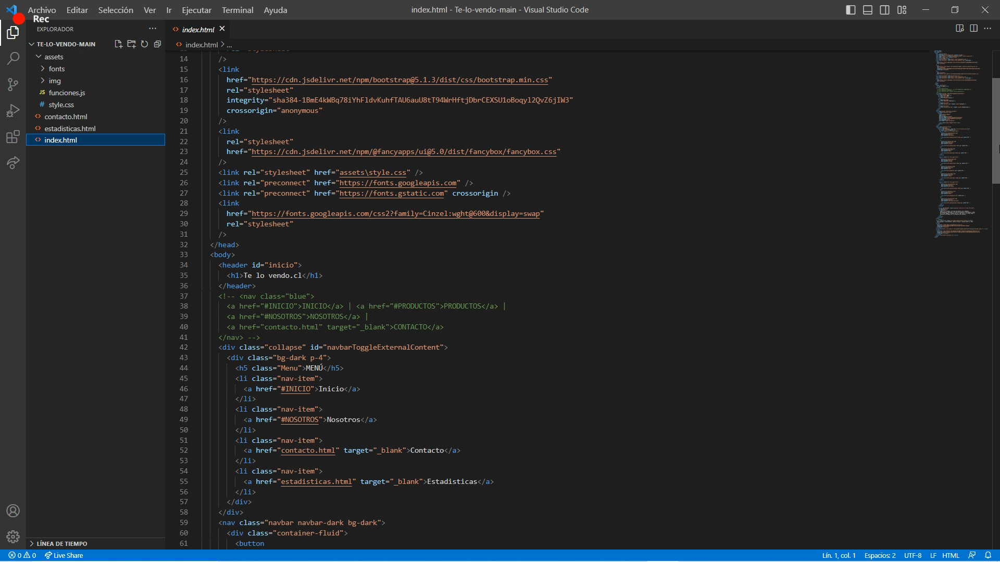 Archivo Editar Selección Ver Ir Ejecutar Terminal Ayuda
index.html - Te-lo-vendo-main - Visual Studio Code
Rec
EXPLORADOR
TE-LO-VENDO-MAIN
assets
fonts
img
JS funciones.js
# style.css
contacto.html
estadisticas.html
index.html
LÍNEA DE TIEMPO
index.html
index.html > ...
14 />
15 <link
16 href="https://cdn.jsdelivr.net/npm/bootstrap@5.1.3/dist/css/bootstrap.min.css"
17 rel="stylesheet"
18 integrity="sha384-1BmE4kWBq78iYhFldvKuhfTAU6auU8tT94WrHftjDbrCEXSU1oBoqyl2QvZ6jIW3"
19 crossorigin="anonymous"
20 />
21 <link
22 rel="stylesheet"
23 href="https://cdn.jsdelivr.net/npm/@fancyapps/ui@5.0/dist/fancybox/fancybox.css"
24 />
25 <link rel="stylesheet" href="assets\style.css" />
26 <link rel="preconnect" href="https://fonts.googleapis.com" />
27 <link rel="preconnect" href="https://fonts.gstatic.com" crossorigin />
28 <link
29 href="https://fonts.googleapis.com/css2?family=Cinzel:wght@600&display=swap"
30 rel="stylesheet"
31 />
32 </head>
33 <body>
34 <header id="inicio">
35 <h1>Te lo vendo.cl</h1>
36 </header>
37 <!-- <nav class="blue">
38 <a href="#INICIO">INICIO</a> | <a href="#PRODUCTOS">PRODUCTOS</a> |
39 <a href="#NOSOTROS">NOSOTROS</a> |
40 <a href="contacto.html" target="_blank">CONTACTO</a>
41 </nav> -->
42 <div class="collapse" id="navbarToggleExternalContent">
43 <div class="bg-dark p-4">
44 <h5 class="Menu">MENÚ</h5>
45 <li class="nav-item">
46 <a href="#INICIO">Inicio</a>
47 </li>
48 <li class="nav-item">
49 <a href="#NOSOTROS">Nosotros</a>
50 </li>
51 <li class="nav-item">
52 <a href="contacto.html" target="_blank">Contacto</a>
53 </li>
54 <li class="nav-item">
55 <a href="estadisticas.html" target="_blank">Estadisticas</a>
56 </li>
57 </div>
58 </div>
59 <nav class="navbar navbar-dark bg-dark">
60 <div class="container-fluid">
61 <button
0 0 Live Share
Lín. 1, col. 1 Espacios: 2 UTF-8 LF HTML